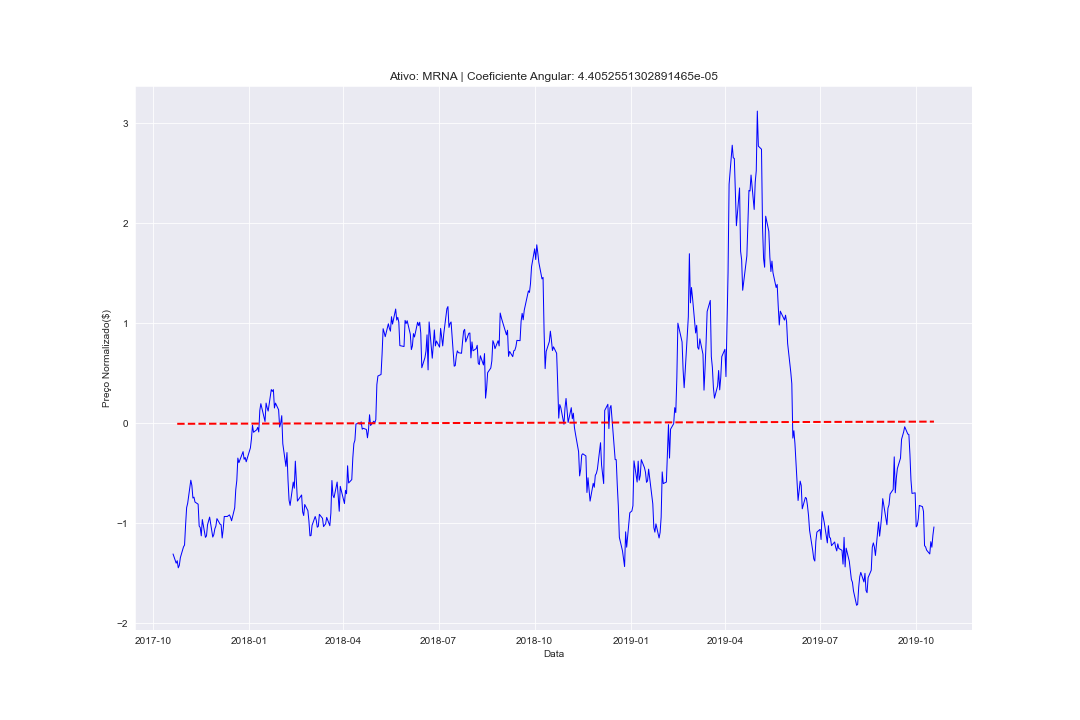 Ativo: MRNA | Coeficiente Angular: 4.4052551302891465e-05
Preço Normalizado($)
3
2
1
0
−1
−2
2017-10 2018-01 2018-04 2018-07 2018-10 2019-01 2019-04 2019-07 2019-10
Data